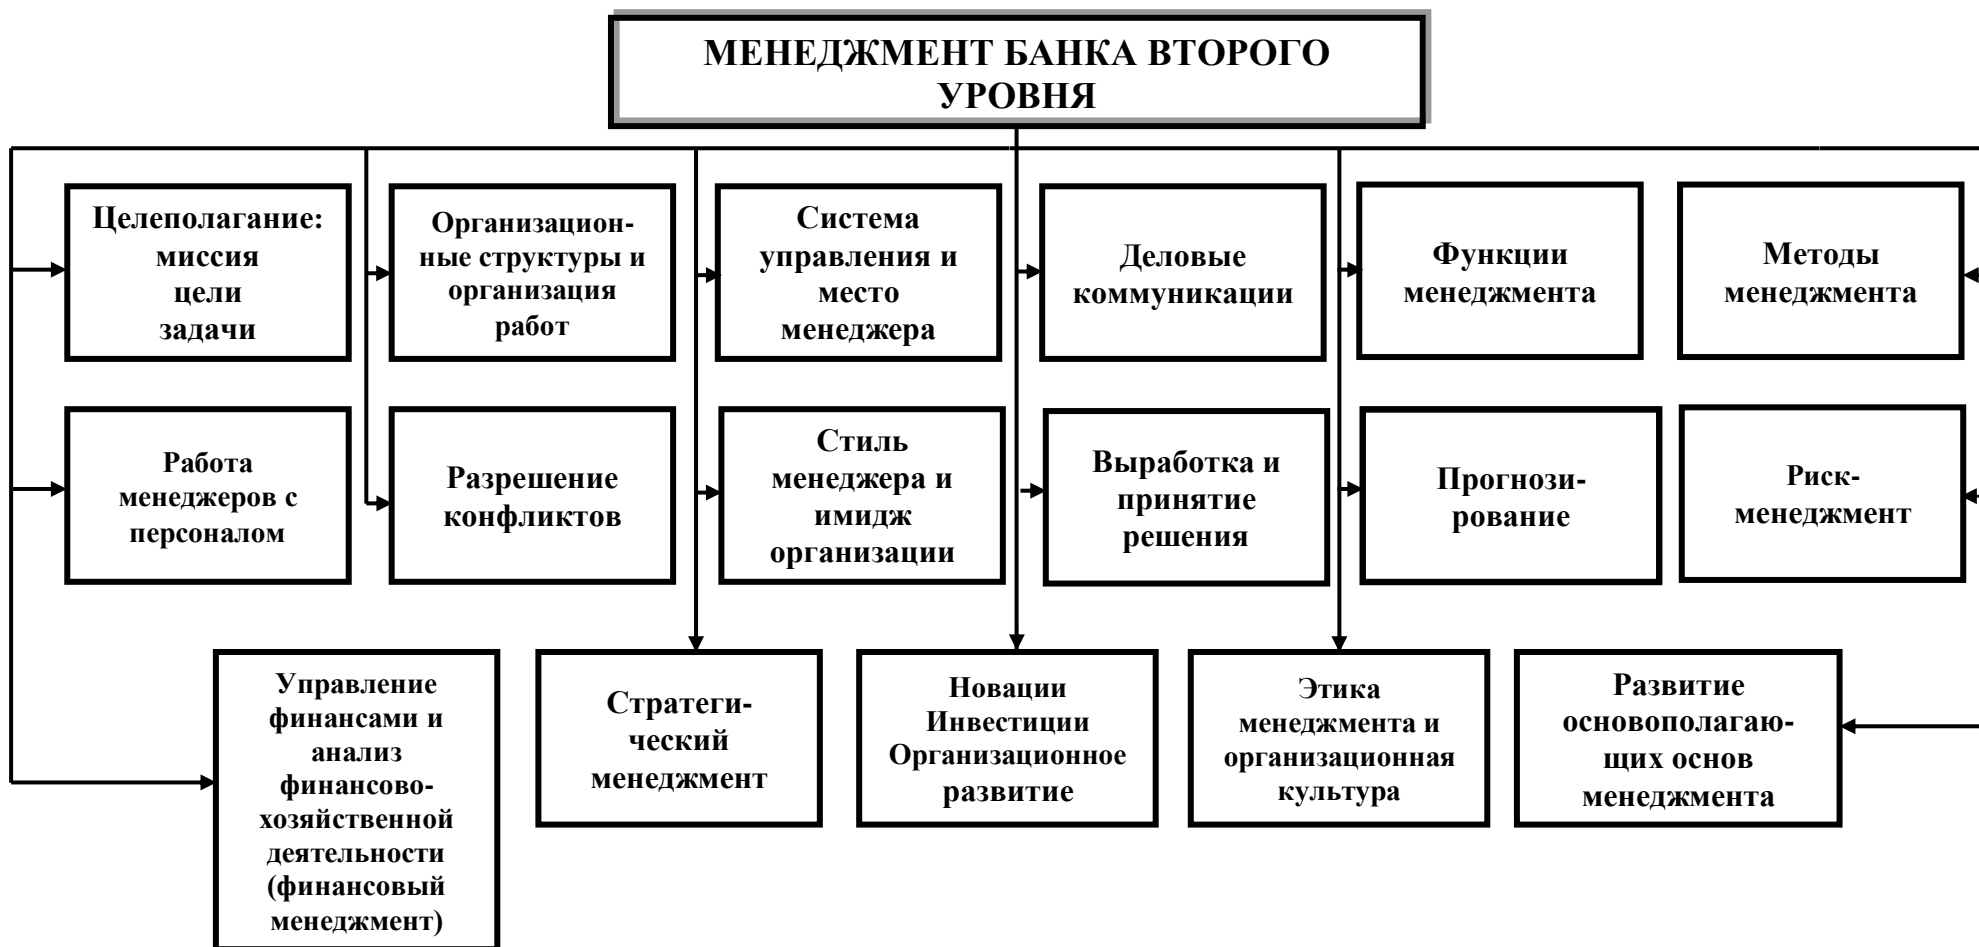 МЕНЕДЖМЕНТ БАНКА ВТОРОГО
УРОВНЯ
Целеполагание:
миссия
цели
задачи
Организацион-
ные структуры и
организация
работ
Система
управления и
место
менеджера
Деловые
коммуникации
Функции
менеджмента
Методы
менеджмента
Работа
менеджеров с
персоналом
Разрешение
конфликтов
Стиль
менеджера и
имидж
организации
Выработка и
принятие
решения
Прогнози-
рование
Риск-
менеджмент
Управление
финансами и
анализ
финансово-
хозяйственной
деятельности
(финансовый
менеджмент)
Стратеги-
ческий
менеджмент
Новации
Инвестиции
Организационное
развитие
Этика
менеджмента и
организационная
культура
Развитие
основополагаю-
щих основ
менеджмента